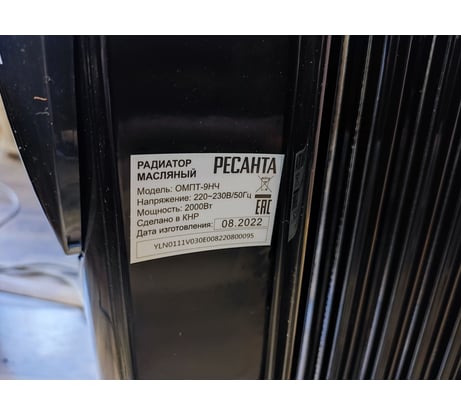 РАДИАТОР
МАСЛЯНЫЙ
РЕСАНТА
Модель: ОМПТ-9НЧ
Напряжение: 220~230В/50Гц
Мощность: 2000Вт
Сделано в КНР
Дата изготовления: 08.2022
ЕАС
YLN0111V030E008220800095